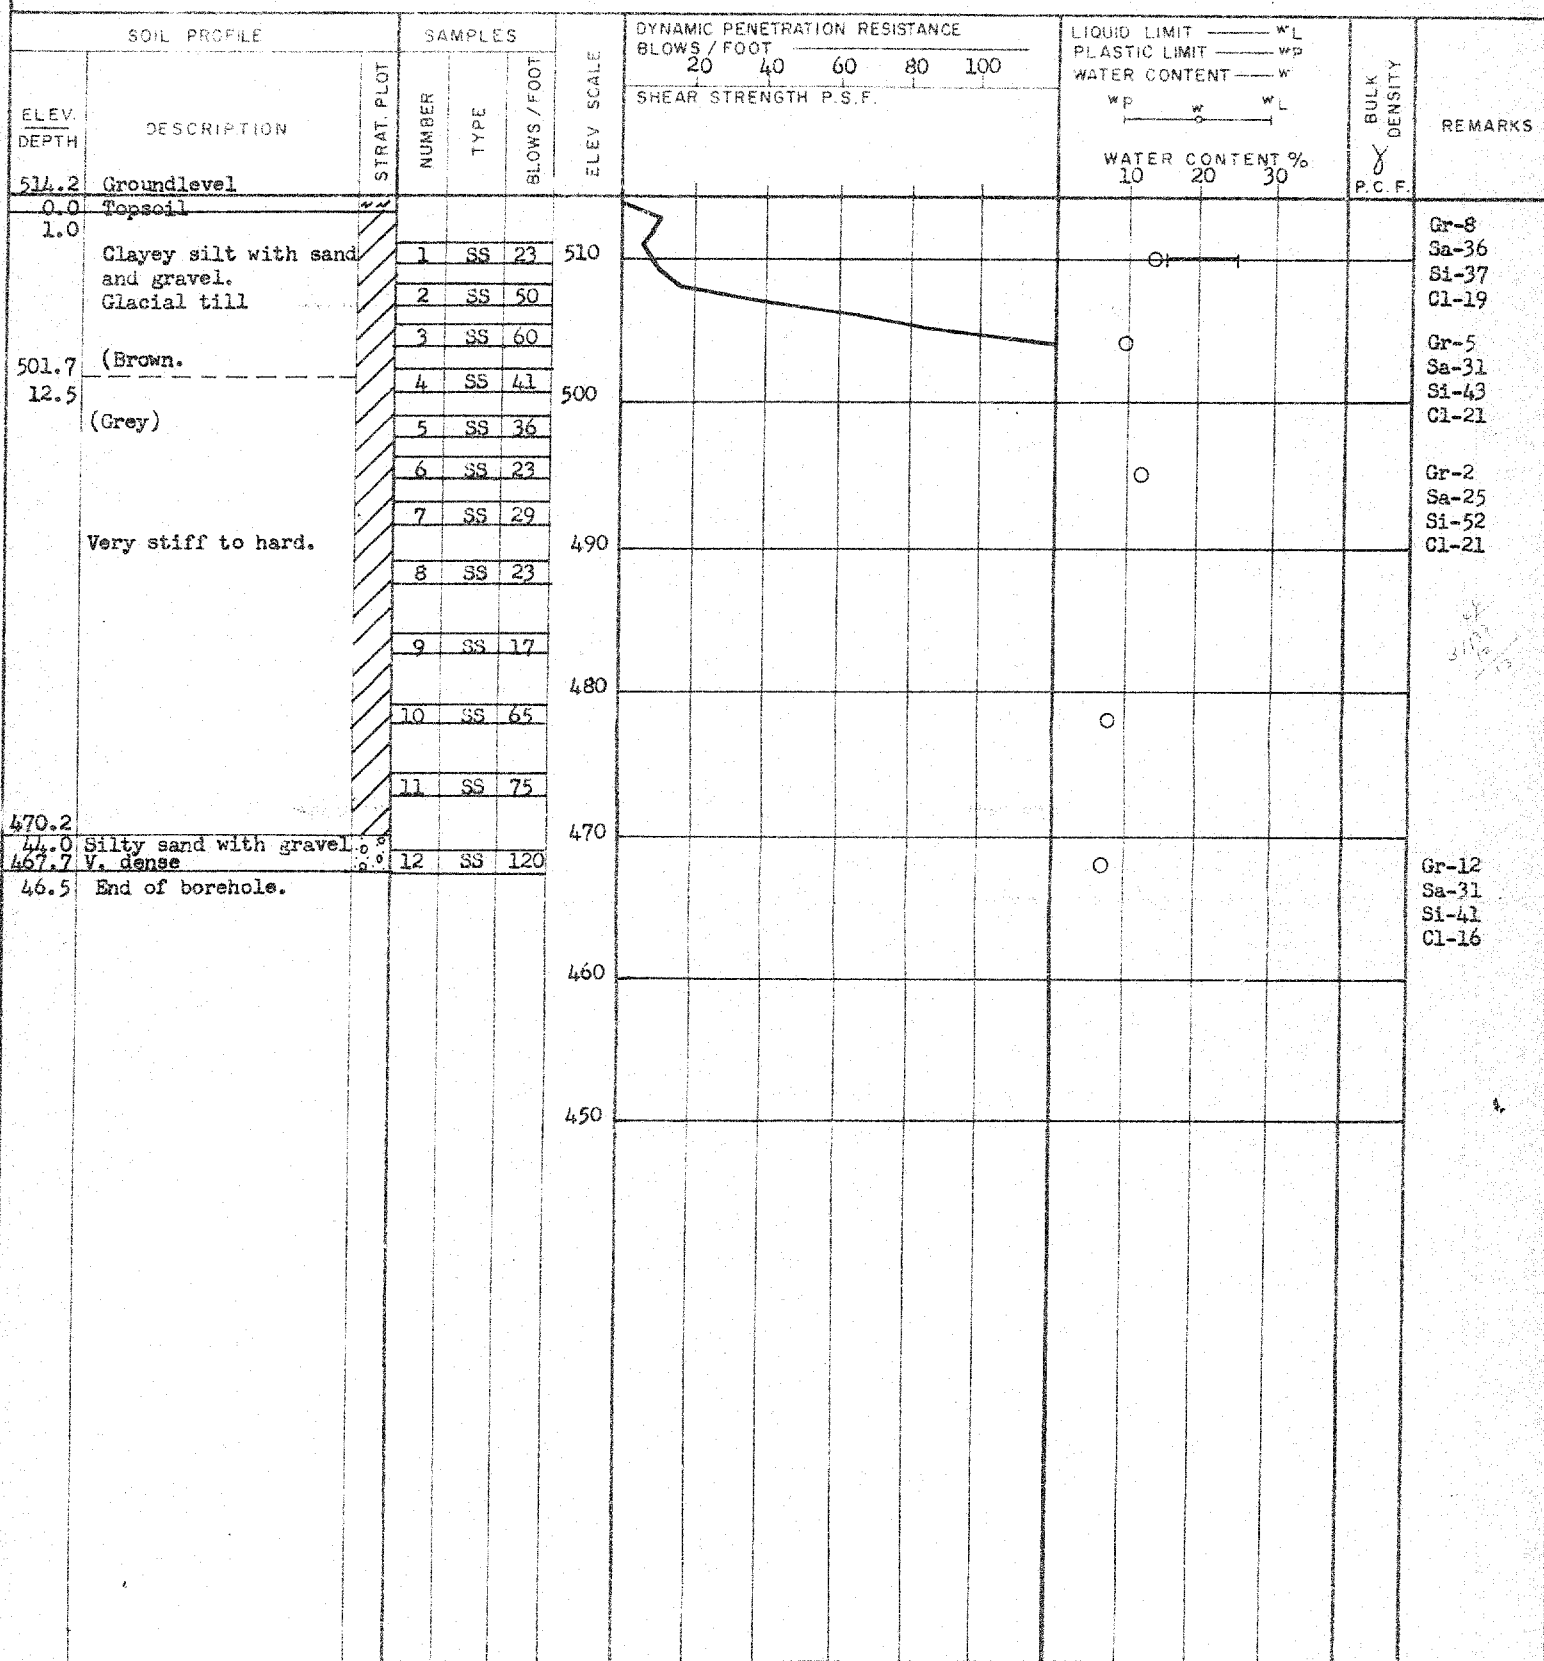 SOIL PROFILE
SAMPLES
ELEV. SCALE
DYNAMIC PENETRATION RESISTANCE
BLOWS / FOOT
20 40 60 80 100
SHEAR STRENGTH P.S.F.
LIQUID LIMIT wL
PLASTIC LIMIT wP
WATER CONTENT w
wP w wL
WATER CONTENT %
10 20 30
BULK DENSITY
γ
P.C.F.
REMARKS
ELEV.
DEPTH
DESCRIPTION
STRAT. PLOT
NUMBER
TYPE
BLOWS / FOOT
514.2 Groundlevel
0.0 Topsoil
1.0
Clayey silt with sand
and gravel.
Glacial till
(Brown.
501.7
12.5
(Grey)
Very stiff to hard.
470.2
44.0 Silty sand with gravel
467.7 V. dense
46.5 End of borehole.
1 SS 23
2 SS 50
3 SS 60
4 SS 41
5 SS 36
6 SS 23
7 SS 29
8 SS 23
9 SS 17
10 SS 65
11 SS 75
12 SS 120
510
500
490
480
470
460
450
Gr-8
Sa-36
Si-37
Cl-19
Gr-5
Sa-31
Si-43
Cl-21
Gr-2
Sa-25
Si-52
Cl-21
Gr-12
Sa-31
Si-41
Cl-16